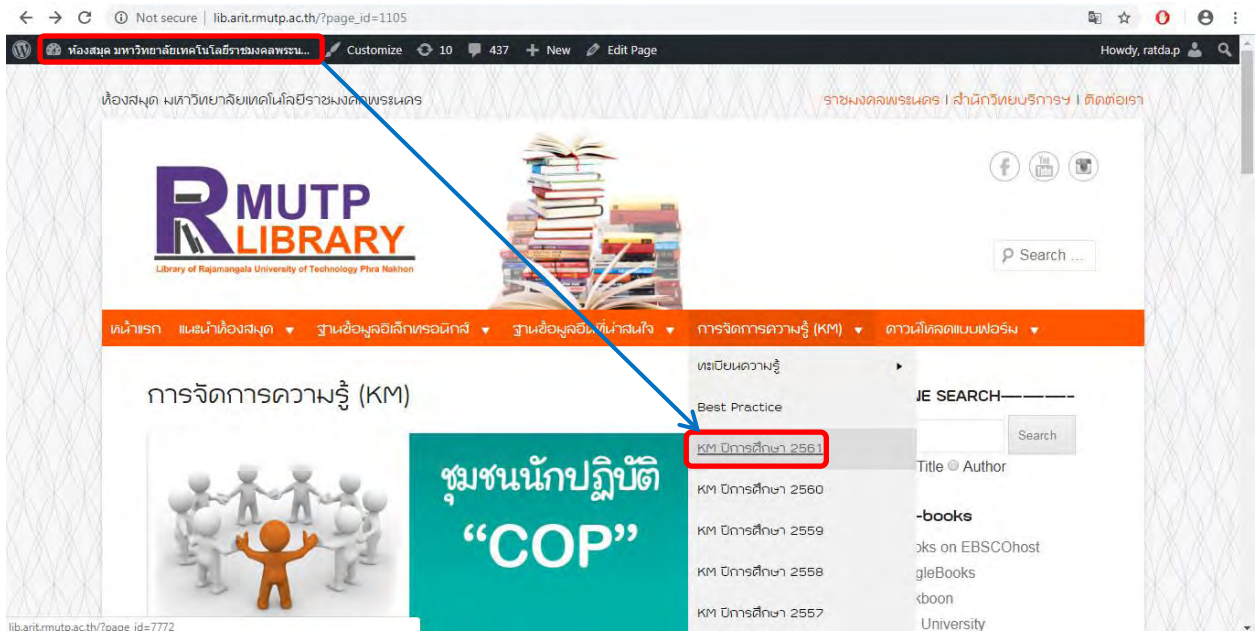 Not secure | lib.arit.rmutp.ac.th/?page_id=1105
ห้องสมุด มหาวิทยาลัยเทคโนโลยีราชมงคลพระน... Customize 10 437 + New Edit Page Howdy, ratda.p
ห้องสมุด มหาวิทยาลัยเทคโนโลยีราชมงคลพระนคร ราชมงคลพระนคร | สำนักวิทยบริการฯ | ติดต่อเรา
RMUTP
LIBRARY
Library of Rajamangala University of Technology Phra Nakhon
You Tube
Search ...
หน้าแรก แนะนำห้องสมุด ฐานข้อมูลอิเล็กทรอนิกส์ ฐานข้อมูลอื่นที่น่าสนใจ การจัดการความรู้ (KM) ดาวน์โหลดแบบฟอร์ม
ทะเบียนความรู้
การจัดการความรู้ (KM)
NE SEARCH—————–
Best Practice
Search
KM ปีการศึกษา 2561
Title Author
ชุมชนนักปฏิบัติ
“COP”
KM ปีการศึกษา 2560
-books
KM ปีการศึกษา 2559
oks on EBSCOhost
KM ปีการศึกษา 2558
gleBooks
kboon
KM ปีการศึกษา 2557
University
lib.arit.rmutp.ac.th/?page_id=7772